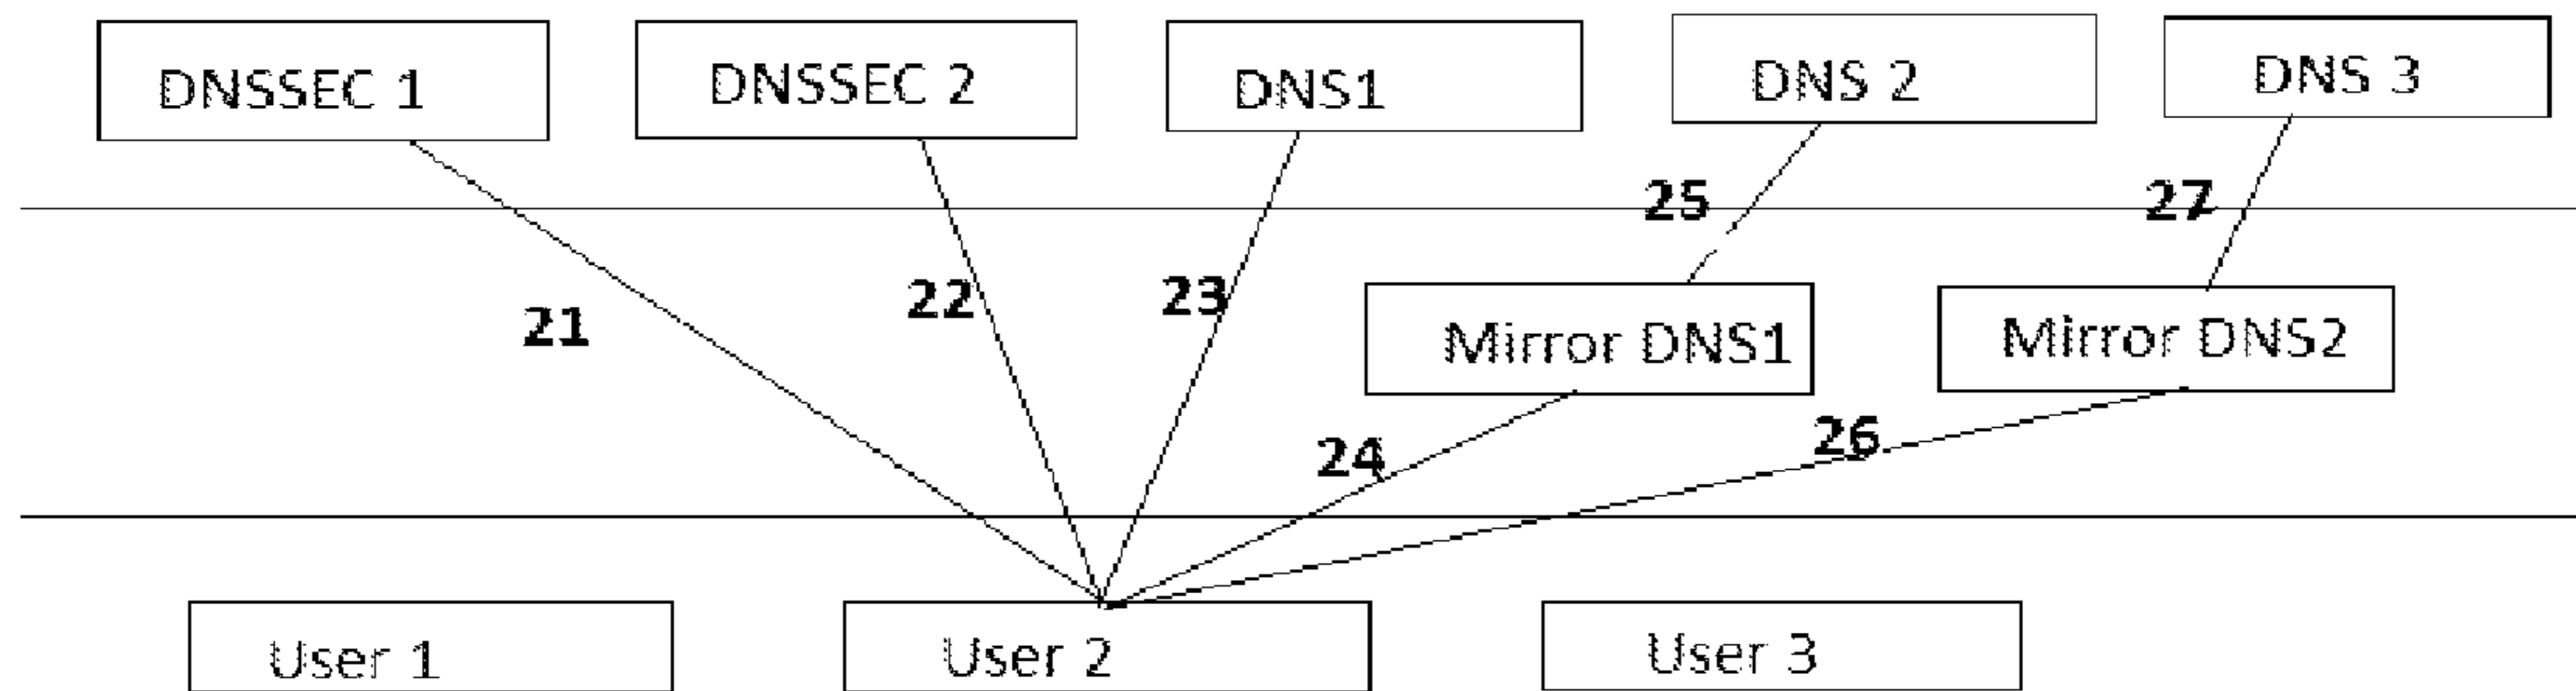 DNSSEC 1
DNSSEC 2
DNS1
DNS 2
DNS 3
25
27
21
22
23
Mirror DNS1
Mirror DNS2
24
26
User 1
User 2
User 3